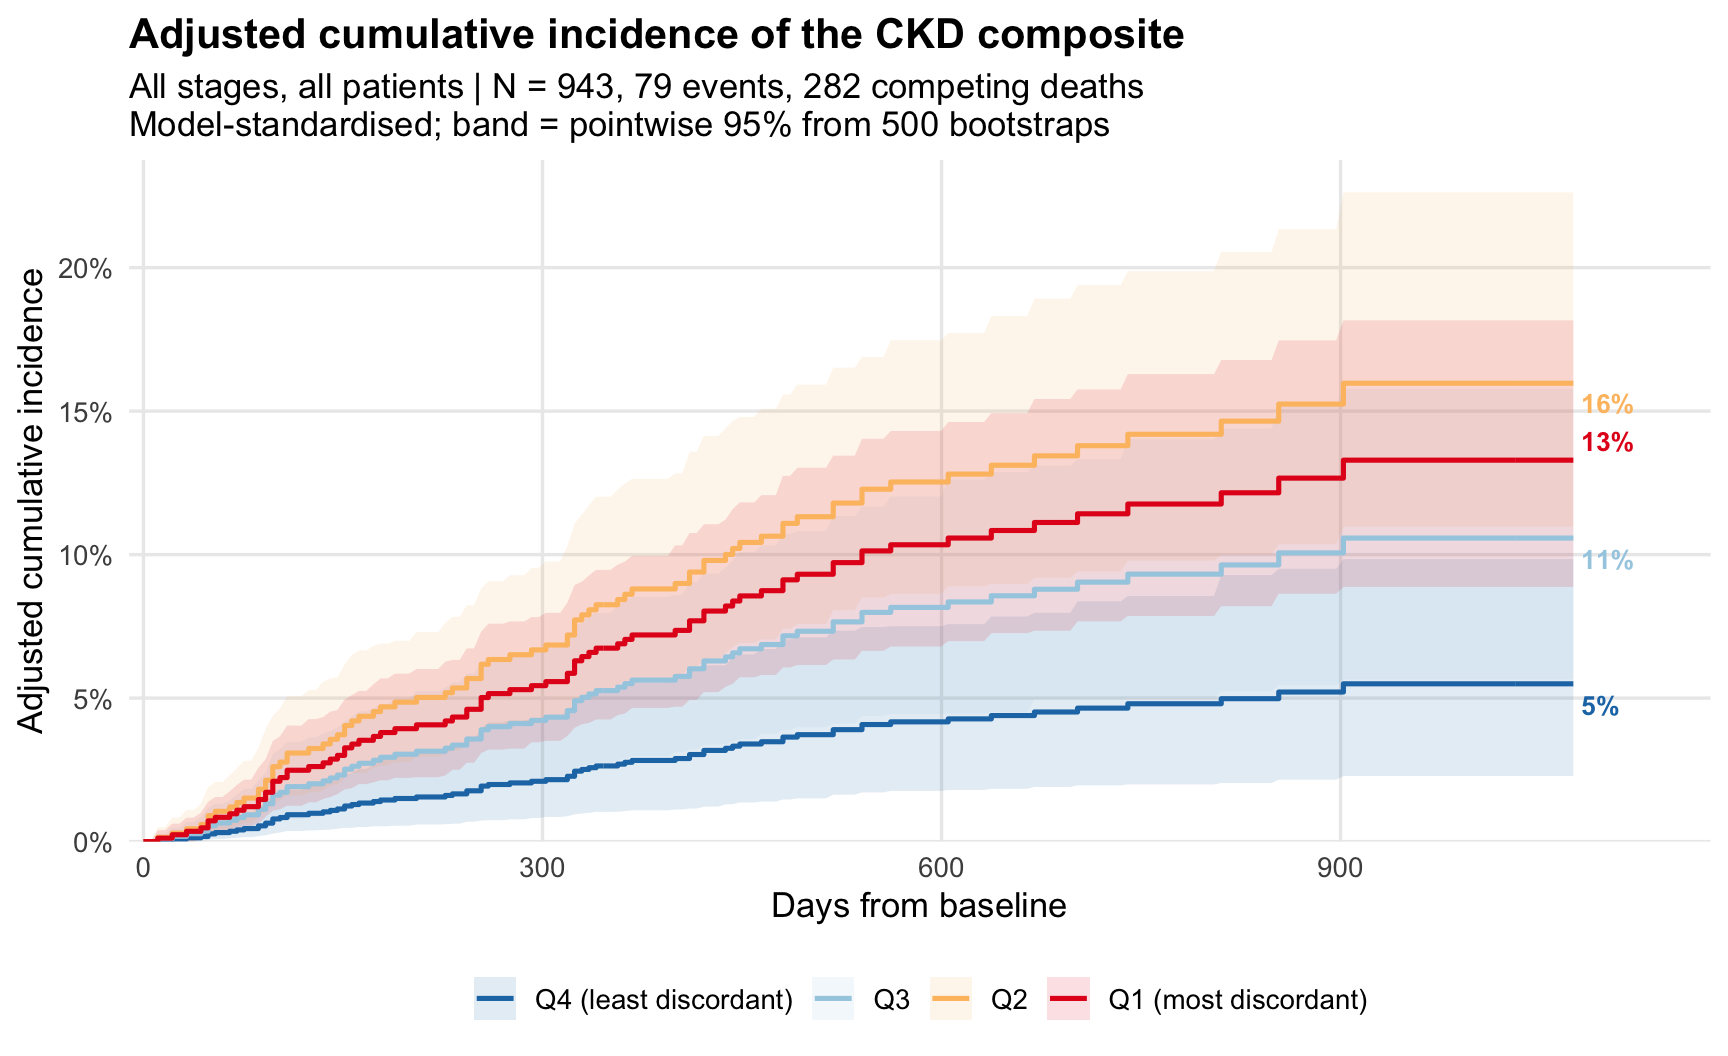 Adjusted cumulative incidence of the CKD composite
All stages, all patients | N = 943, 79 events, 282 competing deaths
Model-standardised; band = pointwise 95% from 500 bootstraps
Adjusted cumulative incidence
20%
15%
10%
5%
0%
16%
13%
11%
5%
0
300
600
900
Days from baseline
Q4 (least discordant)
Q3
Q2
Q1 (most discordant)